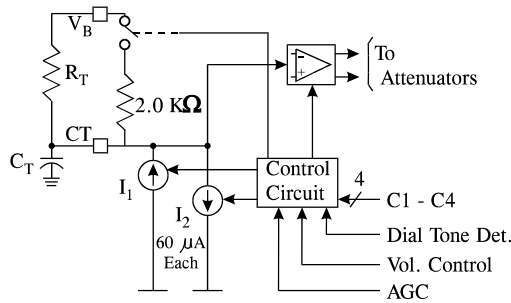 V_B
To
Attenuators
-
+
R_T
2.0 KΩ
CT
C_T
I_1
I_2
60 μA
Each
Control
Circuit
4
C1 - C4
Dial Tone Det.
Vol. Control
AGC